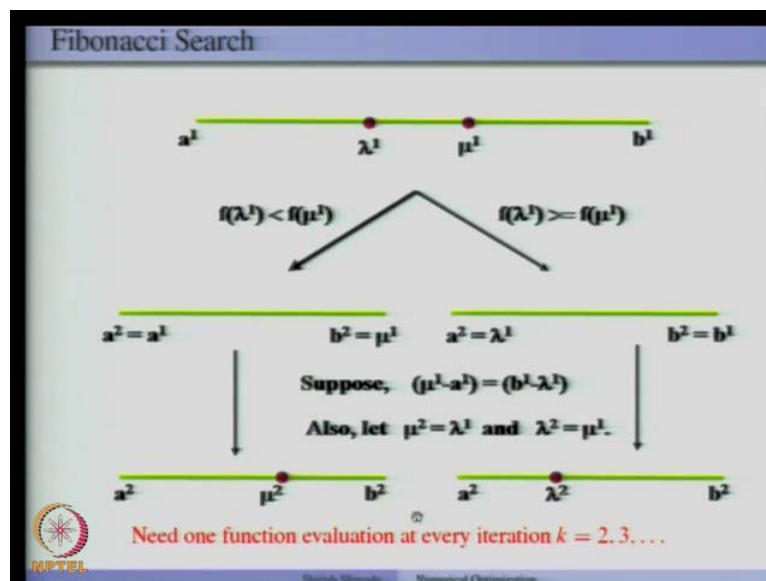 Fibonacci Search
a¹ λ¹ μ¹ b¹
f(λ¹) < f(μ¹) f(λ¹) >= f(μ¹)
a² = a¹ b² = μ¹ a² = λ¹ b² = b¹
Suppose, (μ¹-a¹) = (b¹-λ¹)
Also, let μ² = λ¹ and λ² = μ¹.
a² μ² b² a² λ² b²
Need one function evaluation at every iteration k = 2, 3, . . .
NPTEL
Numerical Optimization